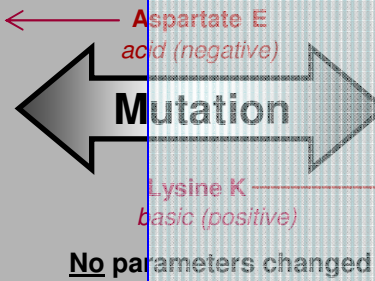 Aspartate E
acid (negative)
Mutation
Lysine K
basic (positive)
No parameters changed